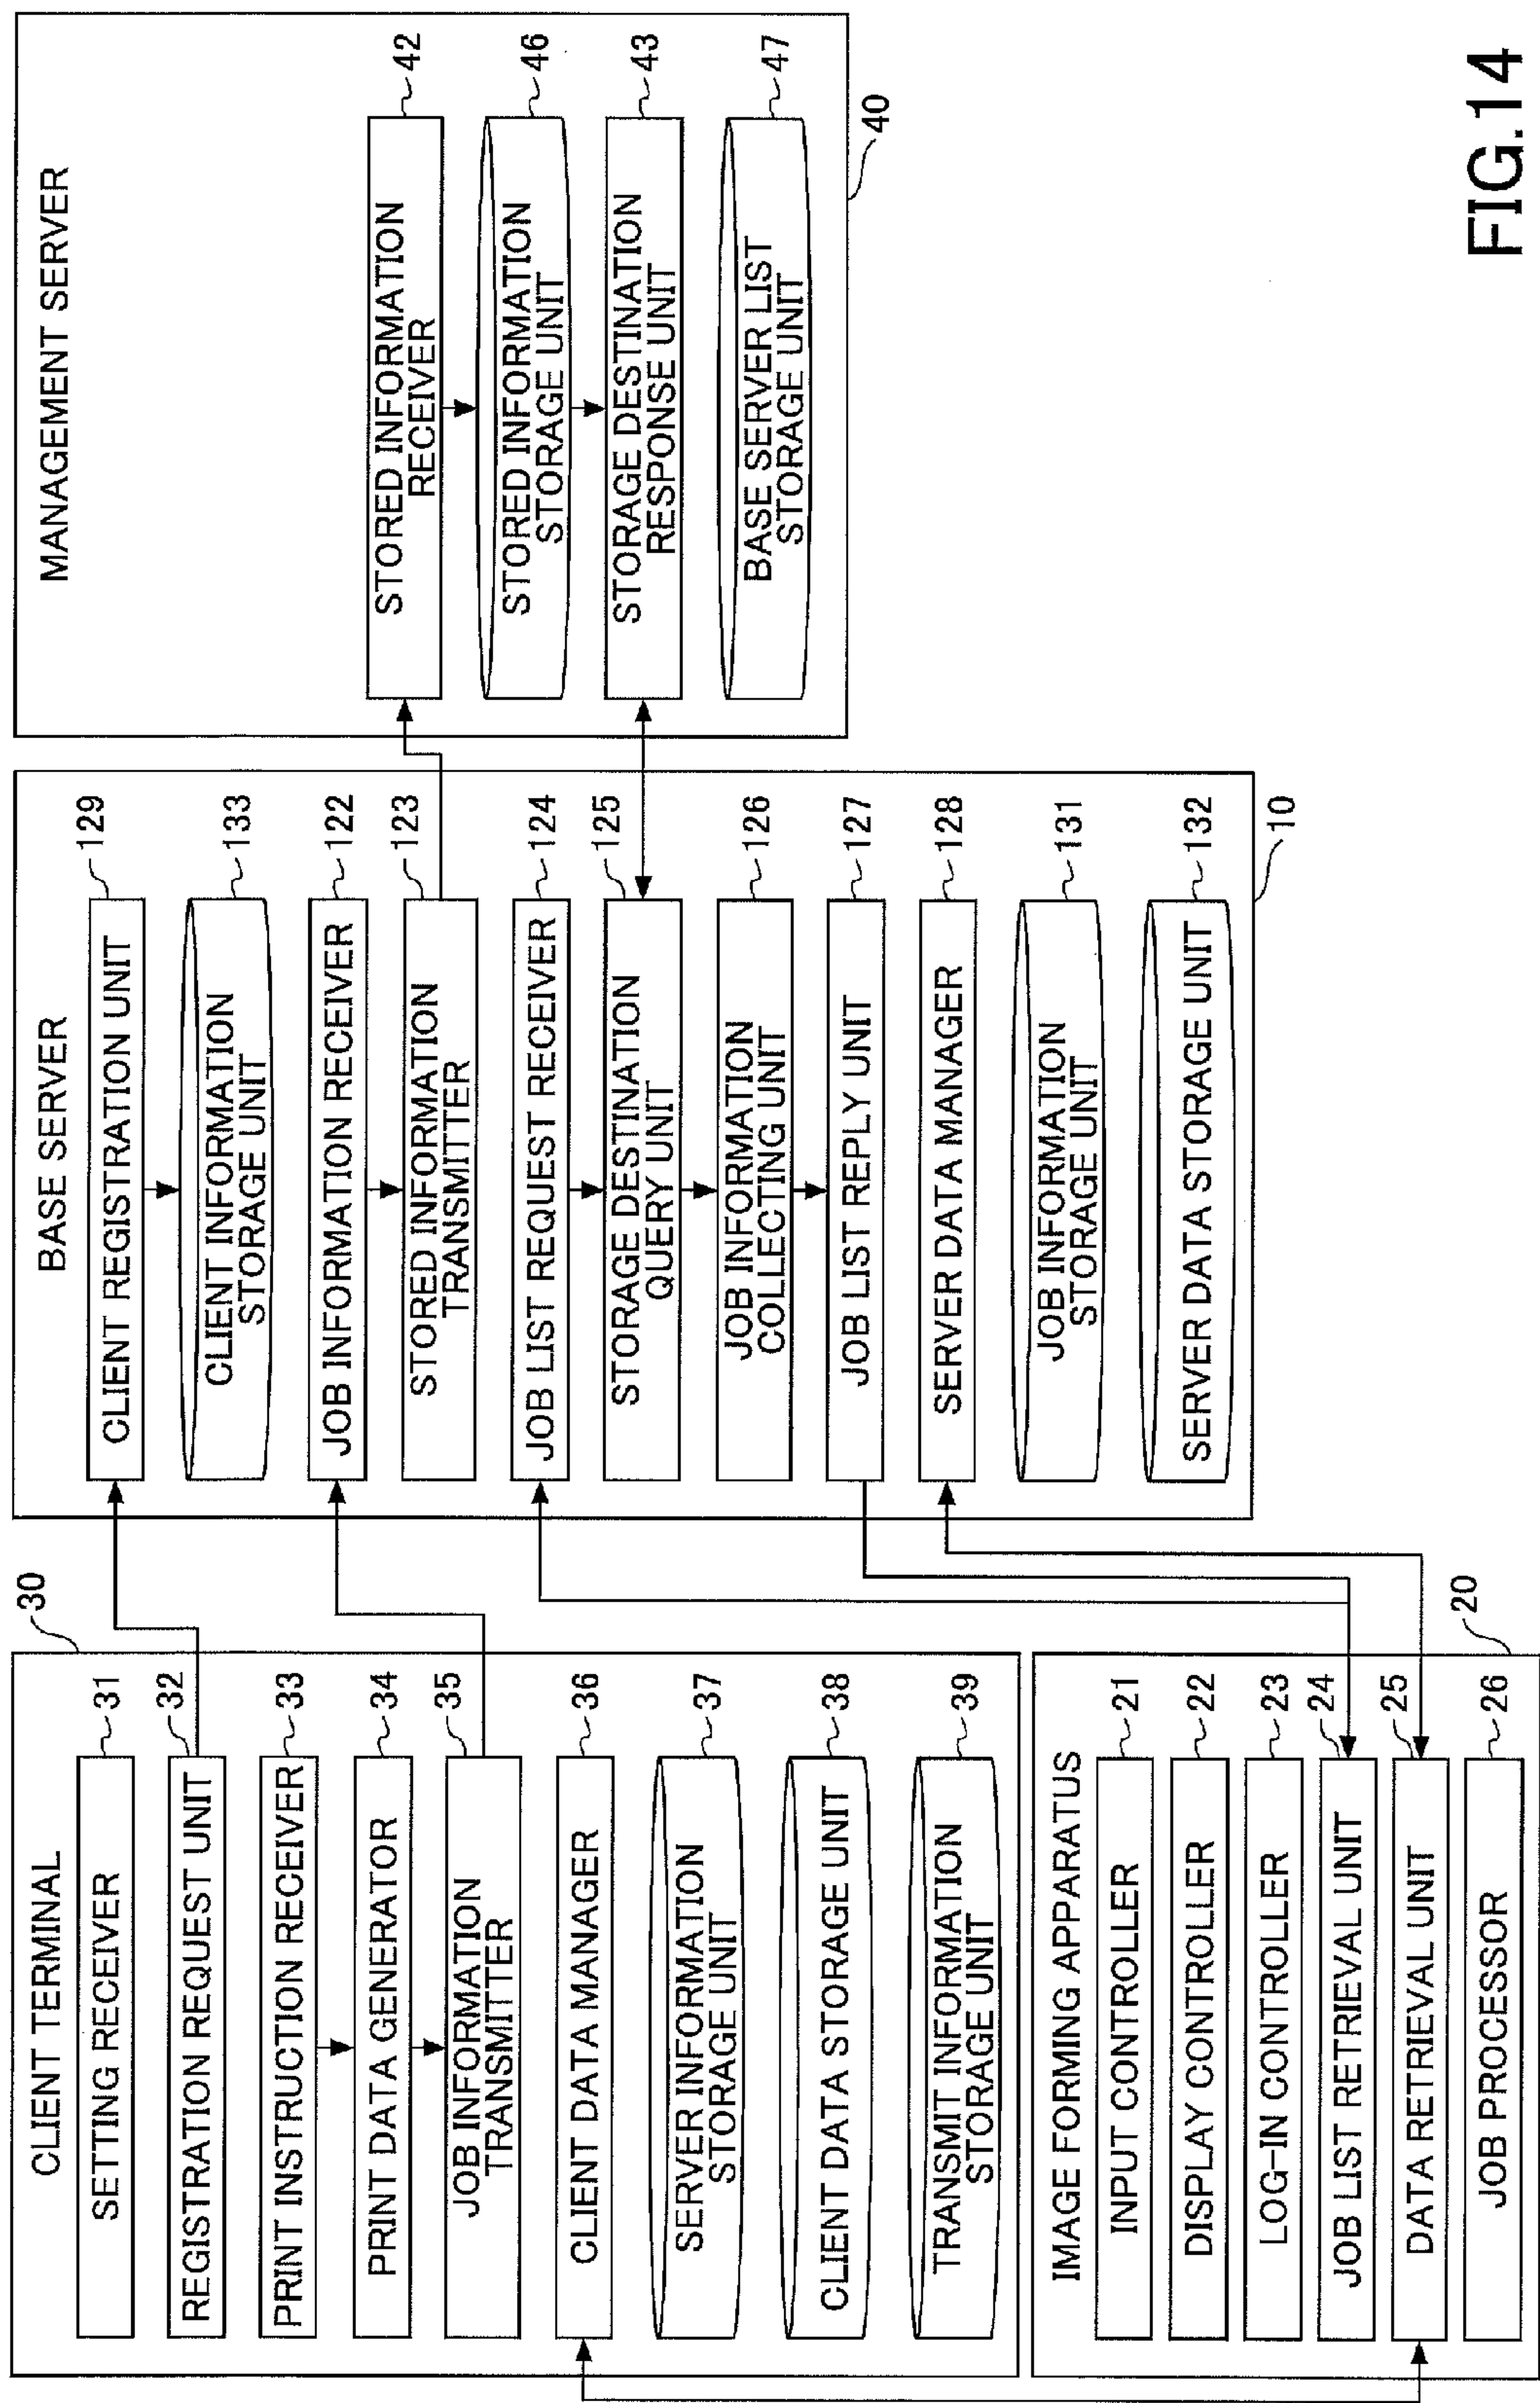 CLIENT TERMINAL
30
SETTING RECEIVER
31
REGISTRATION REQUEST UNIT
32
PRINT INSTRUCTION RECEIVER
33
PRINT DATA GENERATOR
34
JOB INFORMATION
TRANSMITTER
35
CLIENT DATA MANAGER
36
SERVER INFORMATION
STORAGE UNIT
37
CLIENT DATA STORAGE UNIT
38
TRANSMIT INFORMATION
STORAGE UNIT
39
IMAGE FORMING APPARATUS
20
INPUT CONTROLLER
21
DISPLAY CONTROLLER
22
LOG-IN CONTROLLER
23
JOB LIST RETRIEVAL UNIT
24
DATA RETRIEVAL UNIT
25
JOB PROCESSOR
26
BASE SERVER
10
CLIENT REGISTRATION UNIT
129
CLIENT INFORMATION
STORAGE UNIT
133
JOB INFORMATION RECEIVER
122
STORED INFORMATION
TRANSMITTER
123
JOB LIST REQUEST RECEIVER
124
STORAGE DESTINATION
QUERY UNIT
125
JOB INFORMATION
COLLECTING UNIT
126
JOB LIST REPLY UNIT
127
SERVER DATA MANAGER
128
JOB INFORMATION
STORAGE UNIT
131
SERVER DATA STORAGE UNIT
132
MANAGEMENT SERVER
40
STORED INFORMATION
RECEIVER
42
STORED INFORMATION
STORAGE UNIT
46
STORAGE DESTINATION
RESPONSE UNIT
43
BASE SERVER LIST
STORAGE UNIT
47
FIG.14